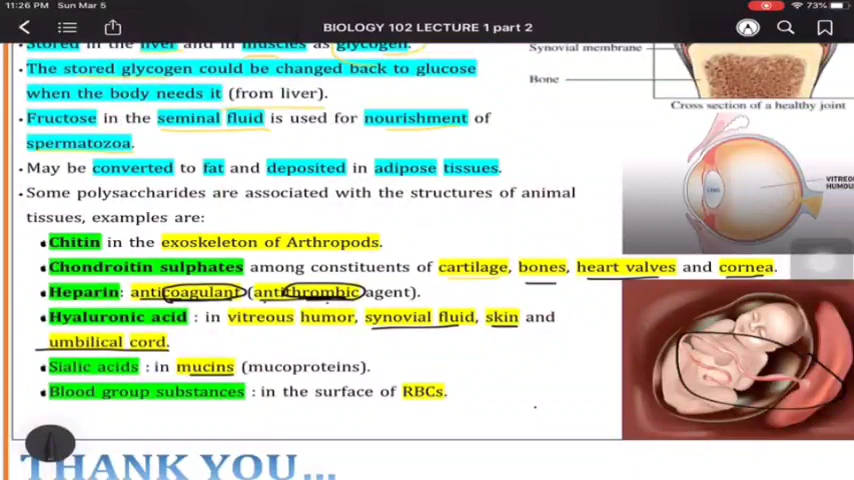 11:26 PM Sun Mar 5
73%
BIOLOGY 102 LECTURE 1 part 2
Stored in the liver and in muscles as glycogen.
• The stored glycogen could be changed back to glucose
when the body needs it (from liver).
• Fructose in the seminal fluid is used for nourishment of
spermatozoa.
• May be converted to fat and deposited in adipose tissues.
• Some polysaccharides are associated with the structures of animal
tissues, examples are:
Chitin in the exoskeleton of Arthropods.
Chondroitin sulphates among constituents of cartilage, bones, heart valves and cornea.
Heparin: anticoagulant (antithrombic agent).
Hyaluronic acid : in vitreous humor, synovial fluid, skin and
umbilical cord.
Sialic acids : in mucins (mucoproteins).
Blood group substances : in the surface of RBCs.
THANK YOU...
Synovial membrane
Bone
Cross section of a healthy joint
LENS
VITREOUS
HUMOU